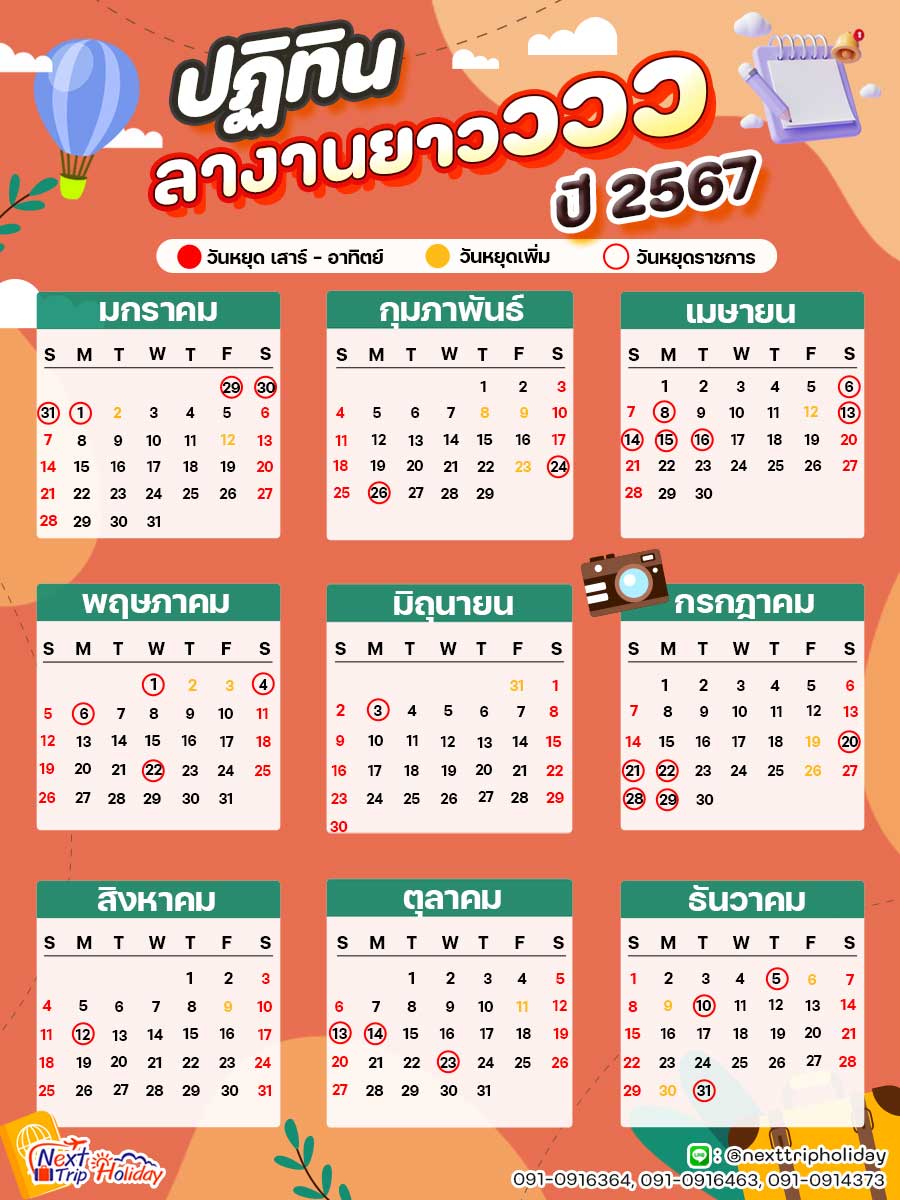 ปฏิทิน
ลางานยาววววว
ปี 2567
วันหยุด เสาร์ - อาทิตย์ วันหยุดเพิ่ม วันหยุดราชการ
มกราคม
S M T W T F S
29 30
31 1 2 3 4 5 6
7 8 9 10 11 12 13
14 15 16 17 18 19 20
21 22 23 24 25 26 27
28 29 30 31
กุมภาพันธ์
S M T W T F S
1 2 3
4 5 6 7 8 9 10
11 12 13 14 15 16 17
18 19 20 21 22 23 24
25 26 27 28 29
เมษายน
S M T W T F S
1 2 3 4 5 6
7 8 9 10 11 12 13
14 15 16 17 18 19 20
21 22 23 24 25 26 27
28 29 30
พฤษภาคม
S M T W T F S
1 2 3 4
5 6 7 8 9 10 11
12 13 14 15 16 17 18
19 20 21 22 23 24 25
26 27 28 29 30 31
มิถุนายน
S M T W T F S
31 1
2 3 4 5 6 7 8
9 10 11 12 13 14 15
16 17 18 19 20 21 22
23 24 25 26 27 28 29
30
กรกฎาคม
S M T W T F S
1 2 3 4 5 6
7 8 9 10 11 12 13
14 15 16 17 18 19 20
21 22 23 24 25 26 27
28 29 30
สิงหาคม
S M T W T F S
1 2 3
4 5 6 7 8 9 10
11 12 13 14 15 16 17
18 19 20 21 22 23 24
25 26 27 28 29 30 31
ตุลาคม
S M T W T F S
1 2 3 4 5
6 7 8 9 10 11 12
13 14 15 16 17 18 19
20 21 22 23 24 25 26
27 28 29 30 31
ธันวาคม
S M T W T F S
1 2 3 4 5 6 7
8 9 10 11 12 13 14
15 16 17 18 19 20 21
22 23 24 25 26 27 28
29 30 31
Next Trip Holiday
LINE : @nexttripholiday
091-0916364, 091-0916463, 091-0914373